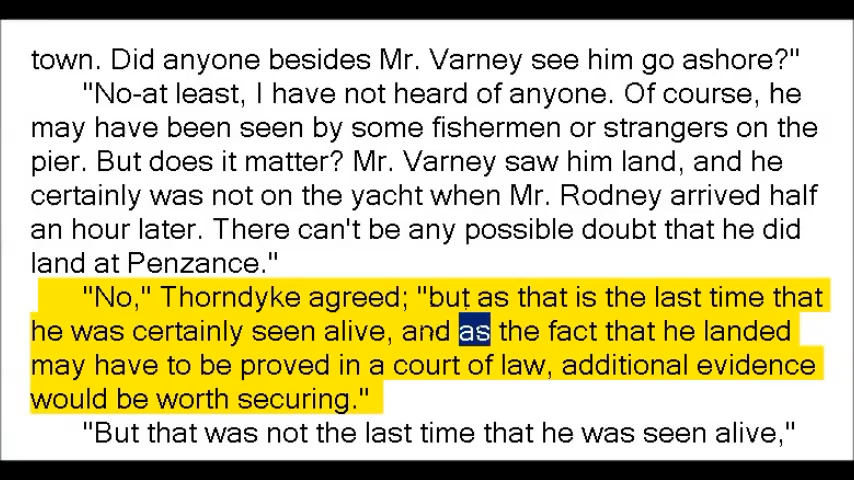 town. Did anyone besides Mr. Varney see him go ashore?"
"No-at least, I have not heard of anyone. Of course, he
may have been seen by some fishermen or strangers on the
pier. But does it matter? Mr. Varney saw him land, and he
certainly was not on the yacht when Mr. Rodney arrived half
an hour later. There can't be any possible doubt that he did
land at Penzance."
"No," Thorndyke agreed; "but as that is the last time that
he was certainly seen alive, and as the fact that he landed
may have to be proved in a court of law, additional evidence
would be worth securing."
"But that was not the last time that he was seen alive,"